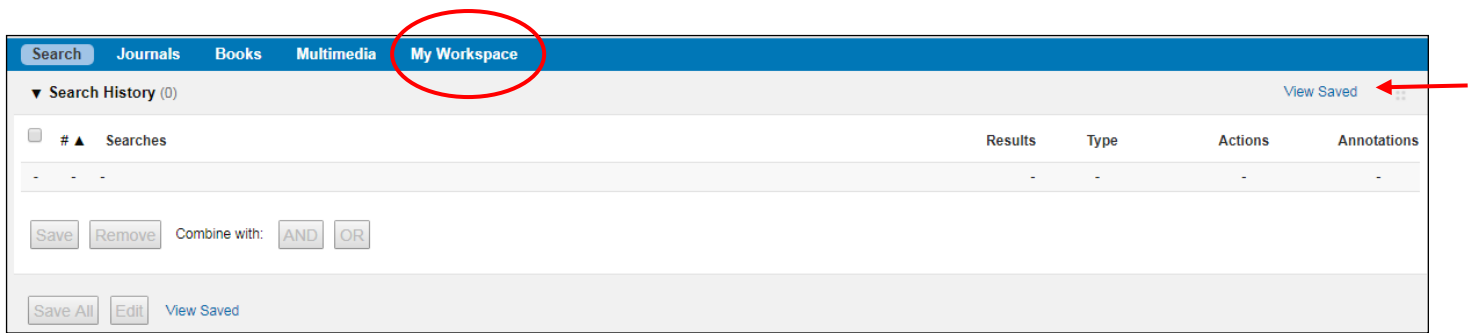 Search Journals Books Multimedia My Workspace
▼ Search History (0) View Saved
# ▲ Searches Results Type Actions Annotations
- - - - - - -
Save Remove Combine with: AND OR
Save All Edit View Saved